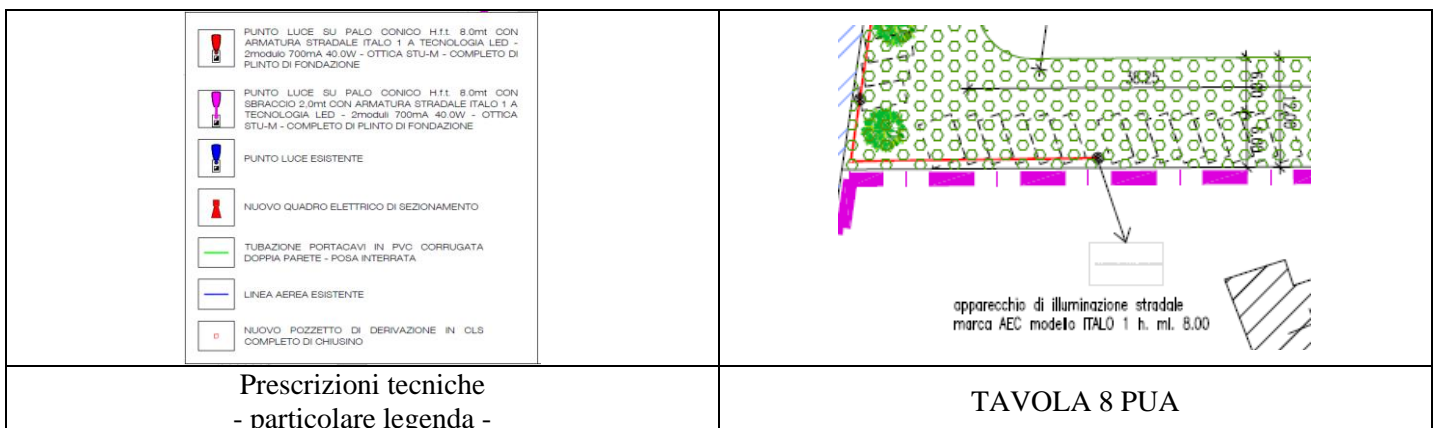 PUNTO LUCE SU PALO CONICO H.f.t. 8.0mt CON
ARMATURA STRADALE ITALO 1 A TECNOLOGIA LED -
2modulo 700mA 40.0W - OTTICA STU-M - COMPLETO DI
PLINTO DI FONDAZIONE
PUNTO LUCE SU PALO CONICO H.f.t. 8.0mt CON
SBRACCIO 2,0mt CON ARMATURA STRADALE ITALO 1 A
TECNOLOGIA LED - 2moduli 700mA 40.0W - OTTICA
STU-M - COMPLETO DI PLINTO DI FONDAZIONE
PUNTO LUCE ESISTENTE
NUOVO QUADRO ELETTRICO DI SEZIONAMENTO
TUBAZIONE PORTACAVI IN PVC CORRUGATA
DOPPIA PARETE - POSA INTERRATA
LINEA AEREA ESISTENTE
NUOVO POZZETTO DI DERIVAZIONE IN CLS
COMPLETO DI CHIUSINO
38.25
6.00
6.00
apparecchio di illuminazione stradale
marca AEC modello ITALO 1 h. ml. 8.00
Prescrizioni tecniche
- particolare legenda -
TAVOLA 8 PUA